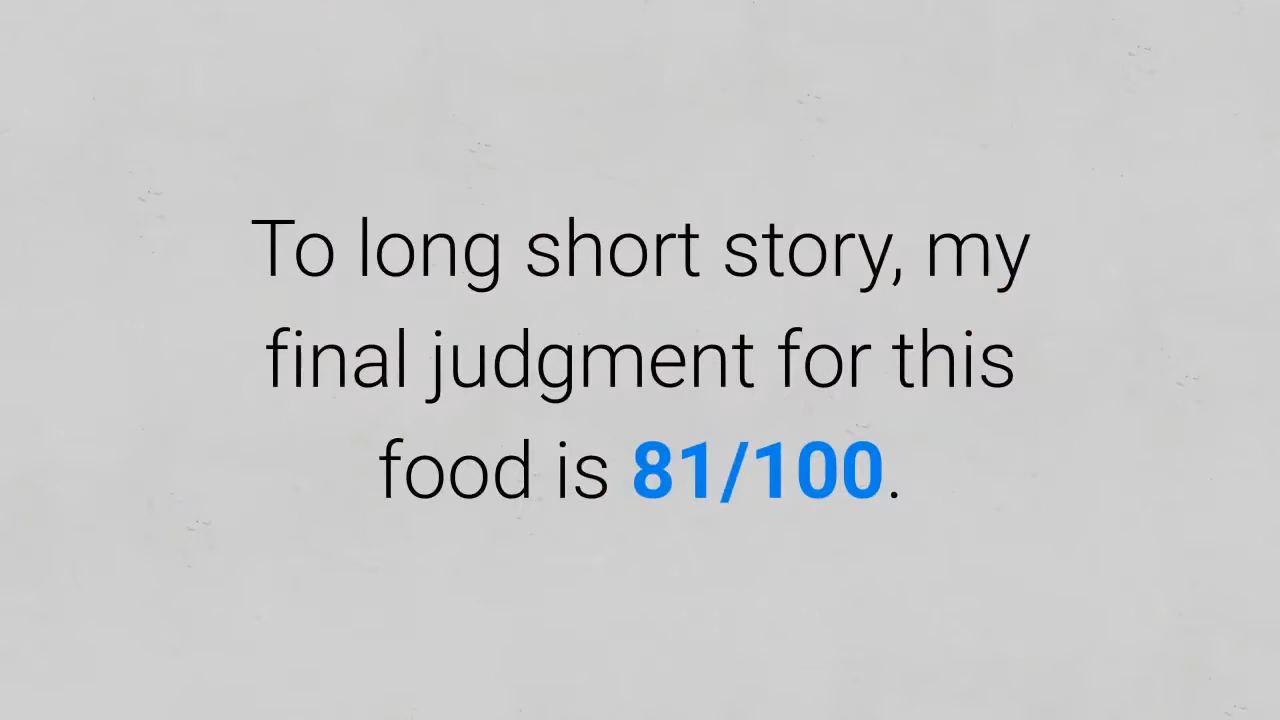 To long short story, my
final judgment for this
food is 81/100.